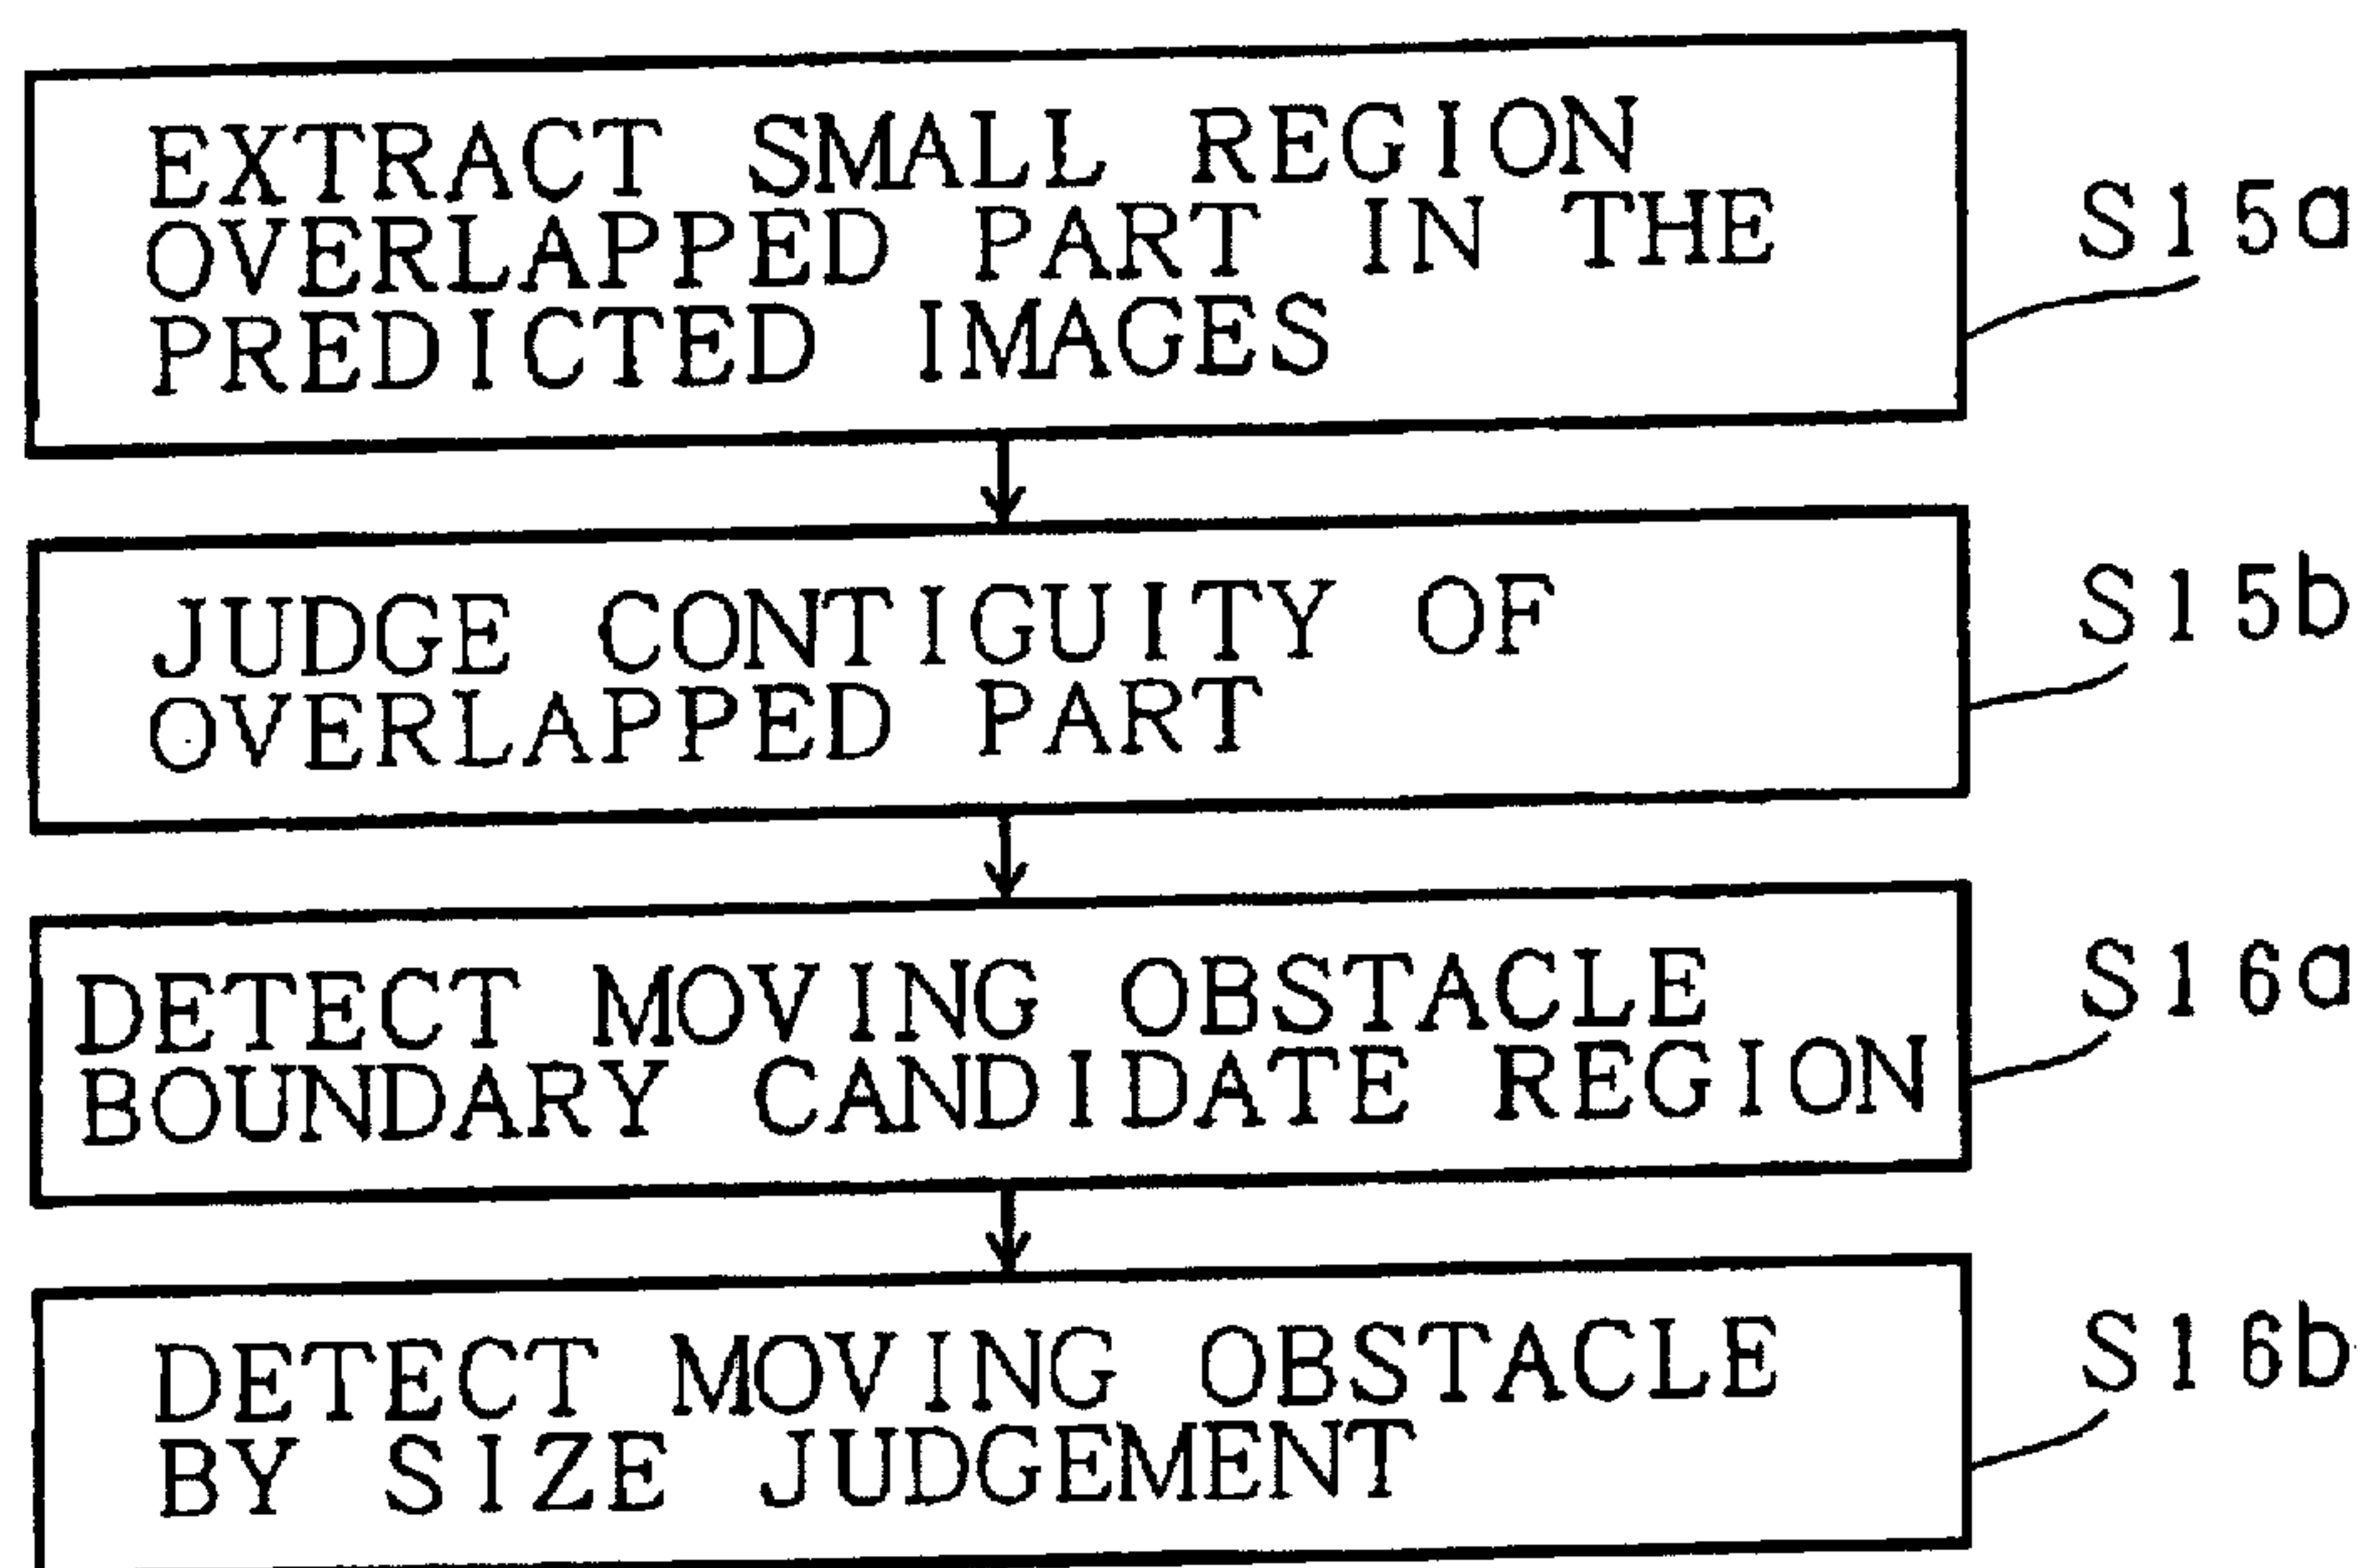 EXTRACT SMALL REGION
OVERLAPPED PART IN THE
PREDICTED IMAGES
S15a
JUDGE CONTIGUITY OF
OVERLAPPED PART
S15b
DETECT MOVING OBSTACLE
BOUNDARY CANDIDATE REGION
S16a
DETECT MOVING OBSTACLE
BY SIZE JUDGEMENT
S16b